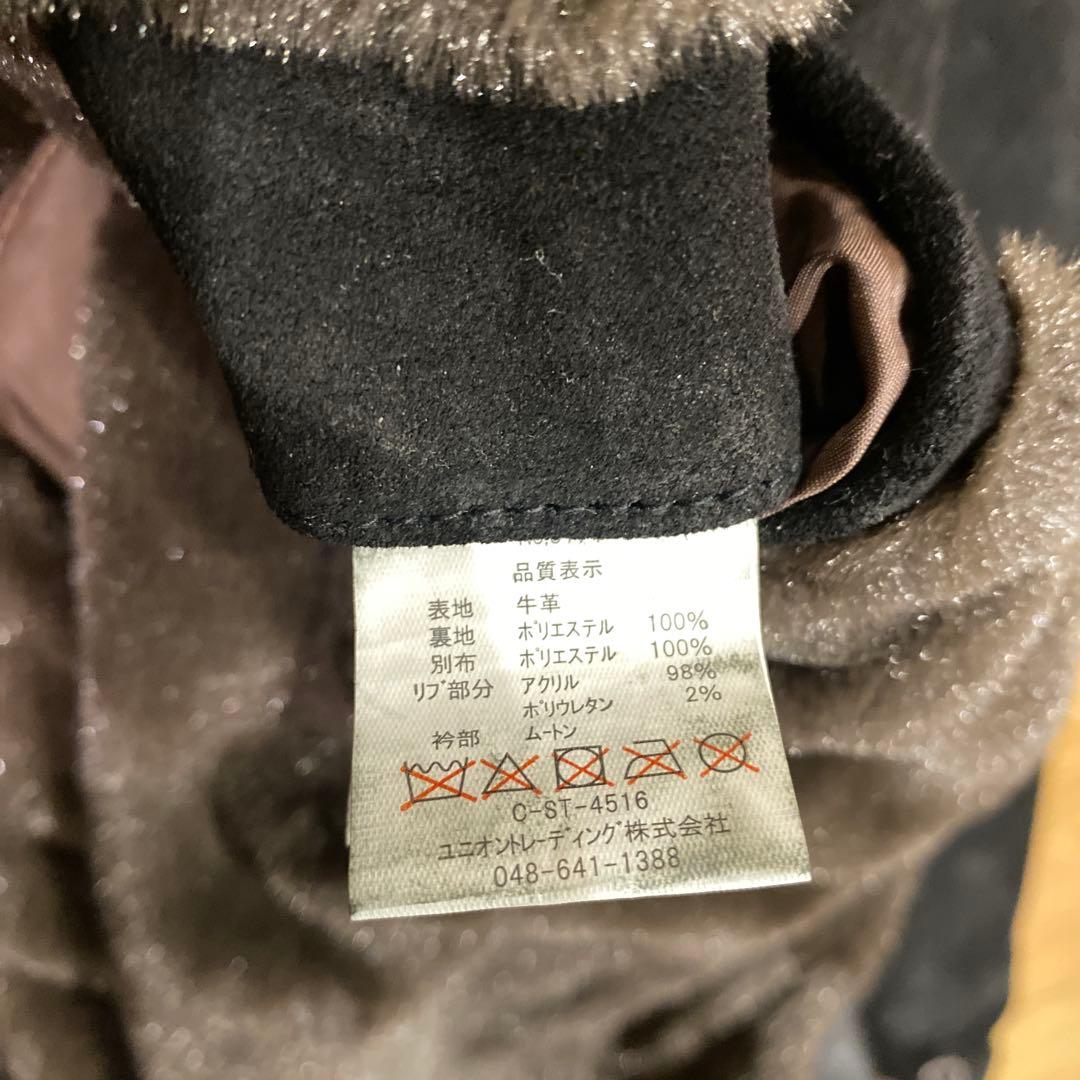 品質表示
表地 牛革
裏地 ポリエステル 100%
別布 ポリエステル 100%
リブ部分 アクリル 98%
ポリウレタン 2%
衿部 ムートン
C-ST-4516
ユニオントレーディング株式会社
048-641-1388